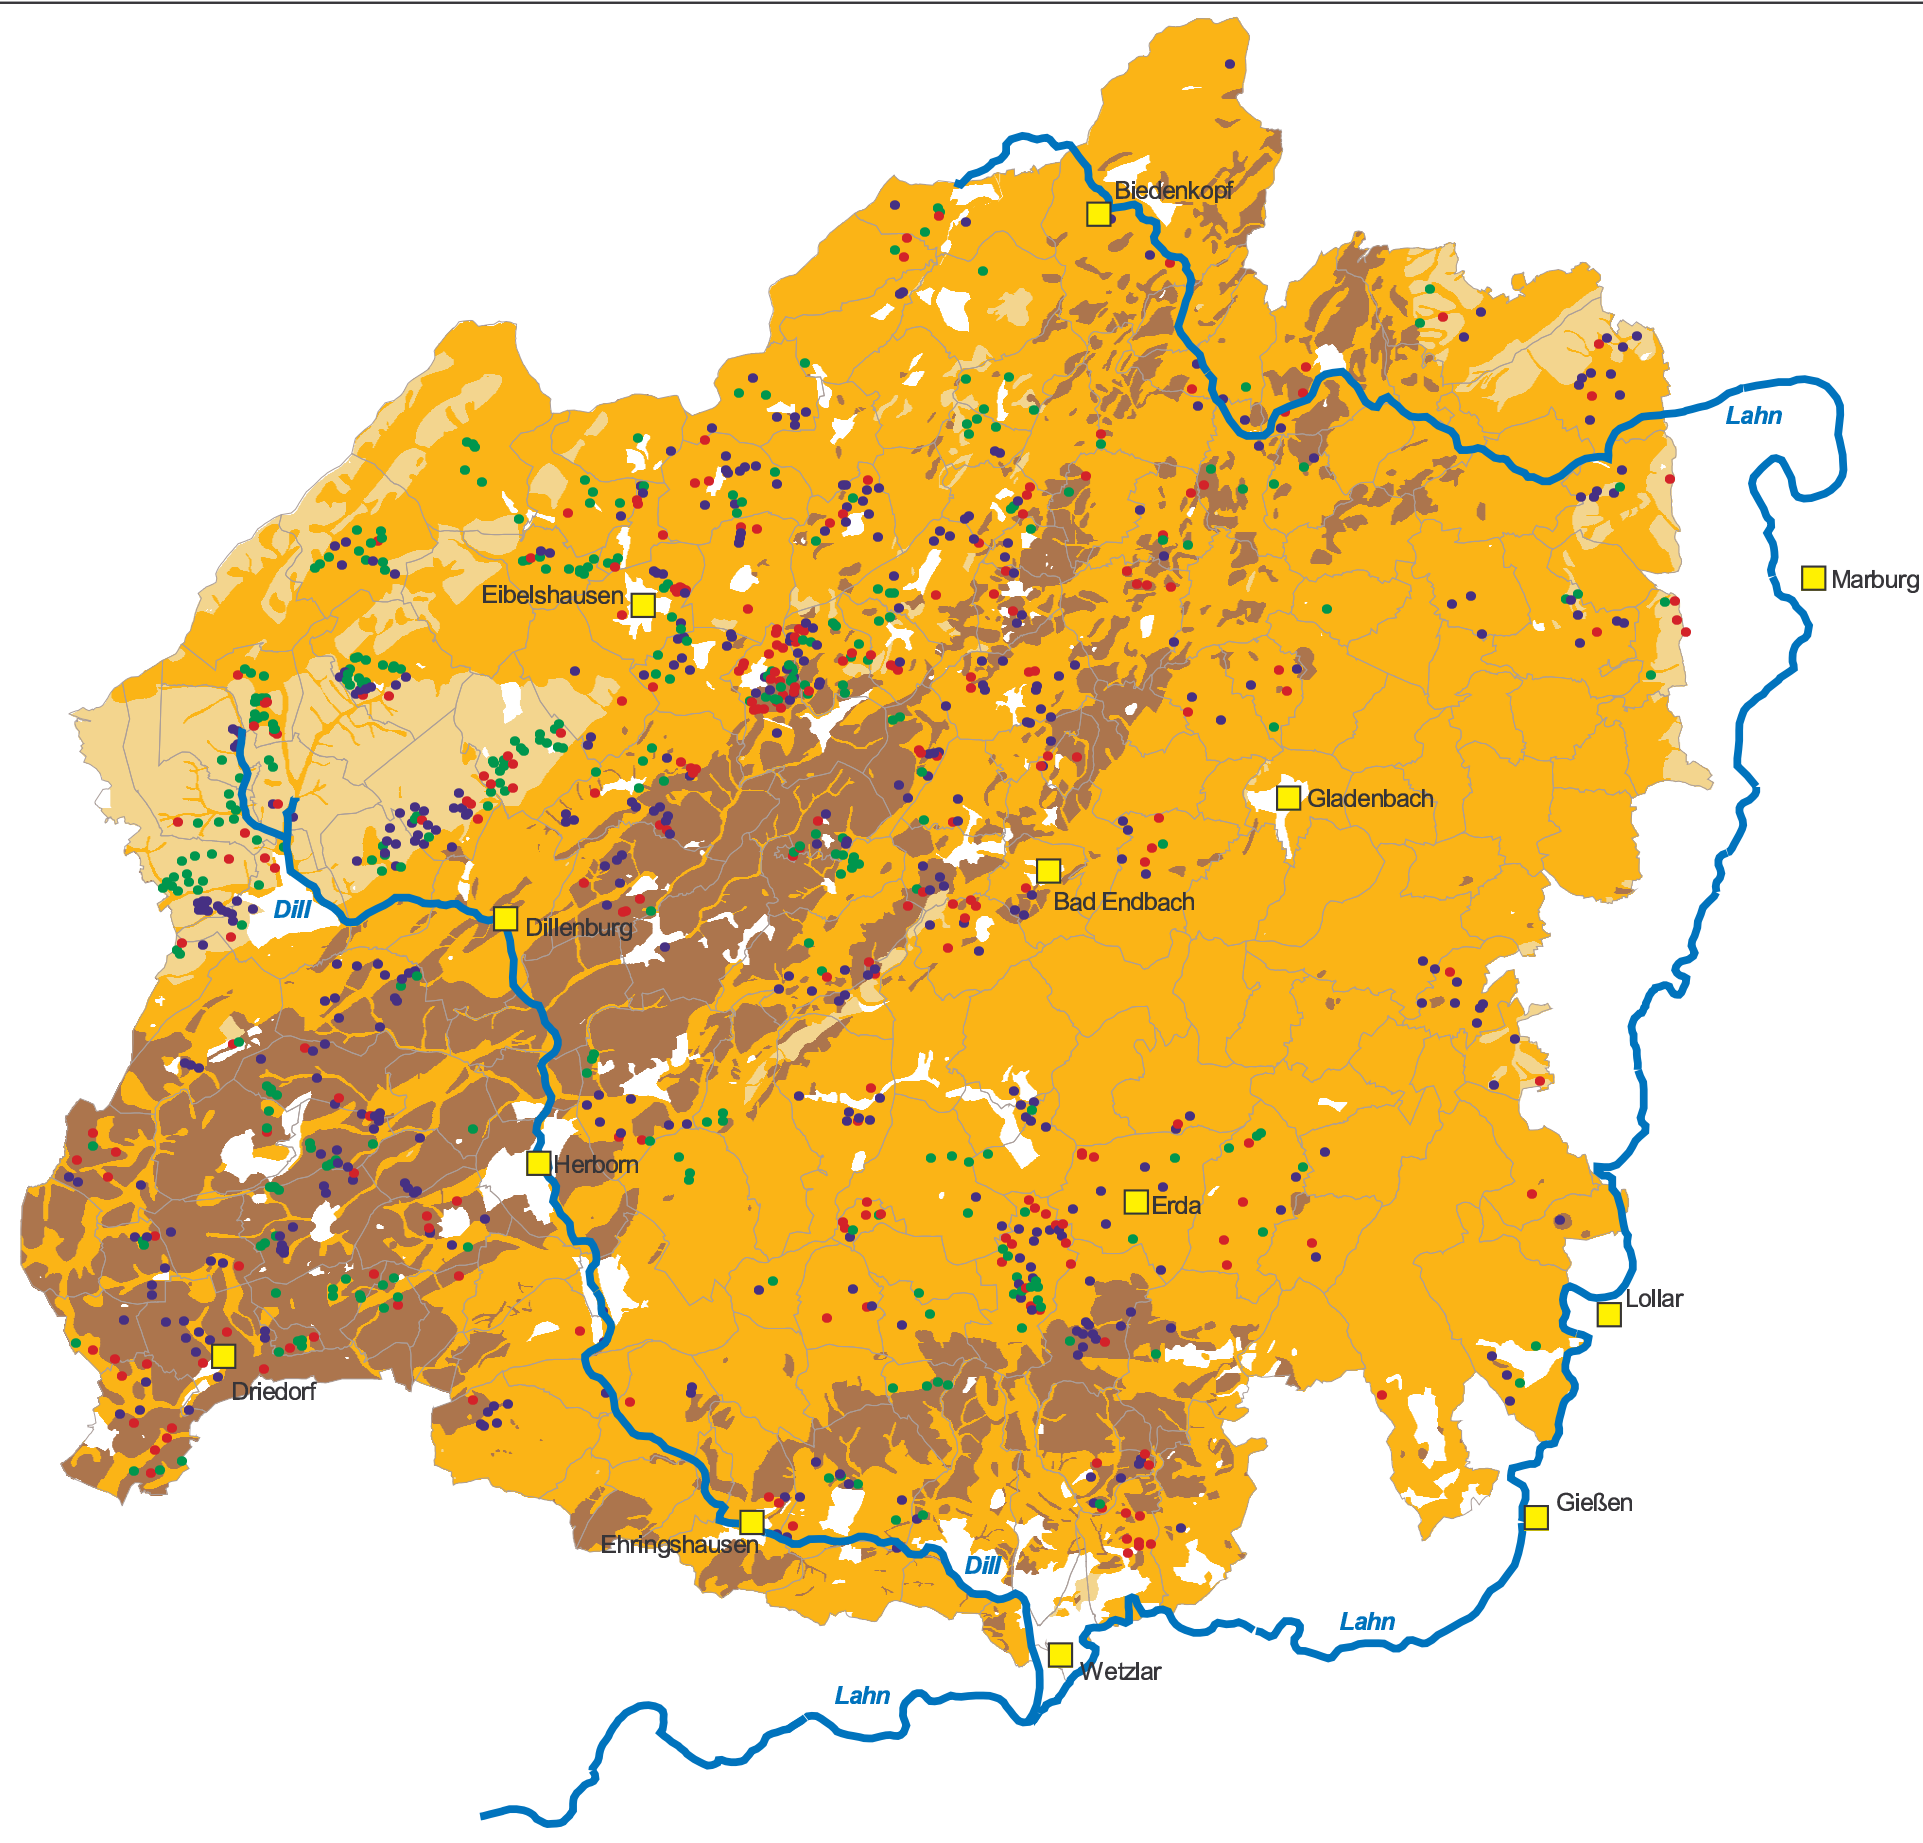 Biedenkopf
Lahn
Marburg
Eibelshausen
Gladenbach
Bad Endbach
Dill
Dillenburg
Herborn
Erda
Lollar
Driedorf
Gießen
Ehringshausen
Dill
Lahn
Wetzlar
Lahn